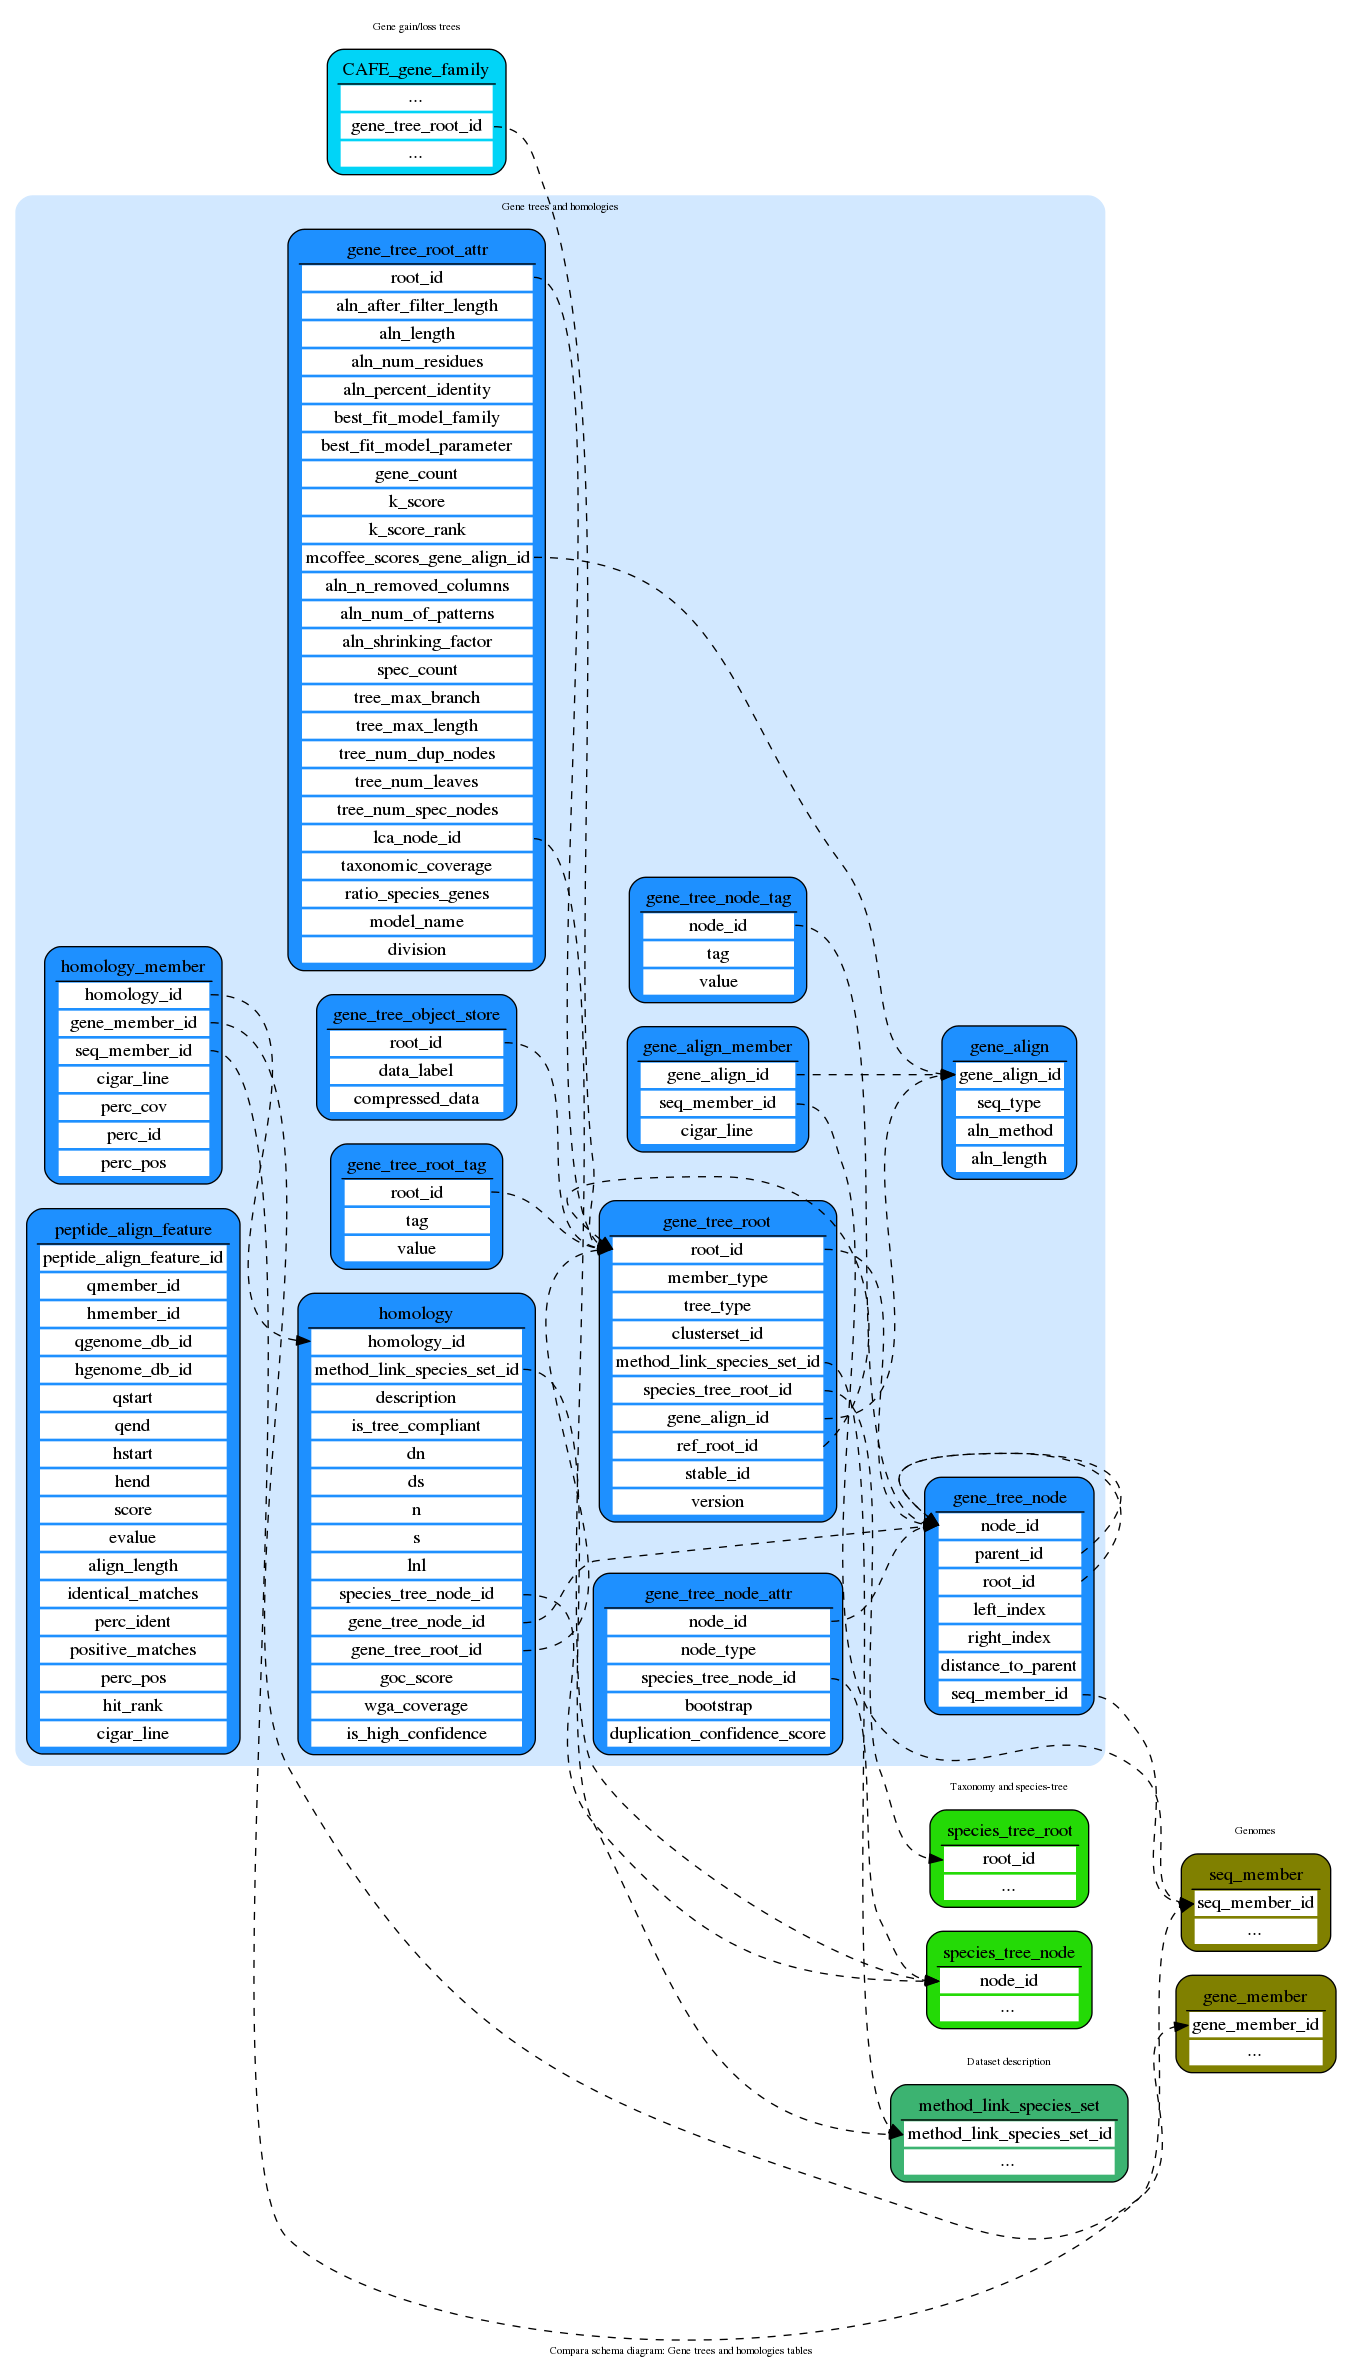 Gene gain/loss trees
CAFE_gene_family
...
gene_tree_root_id
...
Gene trees and homologies
gene_tree_root_attr
root_id
aln_after_filter_length
aln_length
aln_num_residues
aln_percent_identity
best_fit_model_family
best_fit_model_parameter
gene_count
k_score
k_score_rank
mcoffee_scores_gene_align_id
aln_n_removed_columns
aln_num_of_patterns
aln_shrinking_factor
spec_count
tree_max_branch
tree_max_length
tree_num_dup_nodes
tree_num_leaves
tree_num_spec_nodes
lca_node_id
taxonomic_coverage
ratio_species_genes
model_name
division
gene_tree_node_tag
node_id
tag
value
homology_member
homology_id
gene_member_id
seq_member_id
cigar_line
perc_cov
perc_id
perc_pos
gene_tree_object_store
root_id
data_label
compressed_data
gene_align_member
gene_align_id
seq_member_id
cigar_line
gene_align
gene_align_id
seq_type
aln_method
aln_length
gene_tree_root_tag
root_id
tag
value
peptide_align_feature
peptide_align_feature_id
qmember_id
hmember_id
qgenome_db_id
hgenome_db_id
qstart
qend
hstart
hend
score
evalue
align_length
identical_matches
perc_ident
positive_matches
perc_pos
hit_rank
cigar_line
homology
homology_id
method_link_species_set_id
description
is_tree_compliant
dn
ds
n
s
lnl
species_tree_node_id
gene_tree_node_id
gene_tree_root_id
goc_score
wga_coverage
is_high_confidence
gene_tree_root
root_id
member_type
tree_type
clusterset_id
method_link_species_set_id
species_tree_root_id
gene_align_id
ref_root_id
stable_id
version
gene_tree_node
node_id
parent_id
root_id
left_index
right_index
distance_to_parent
seq_member_id
gene_tree_node_attr
node_id
node_type
species_tree_node_id
bootstrap
duplication_confidence_score
Taxonomy and species-tree
species_tree_root
root_id
...
species_tree_node
node_id
...
Genomes
seq_member
seq_member_id
...
gene_member
gene_member_id
...
Dataset description
method_link_species_set
method_link_species_set_id
...
Compara schema diagram: Gene trees and homologies tables